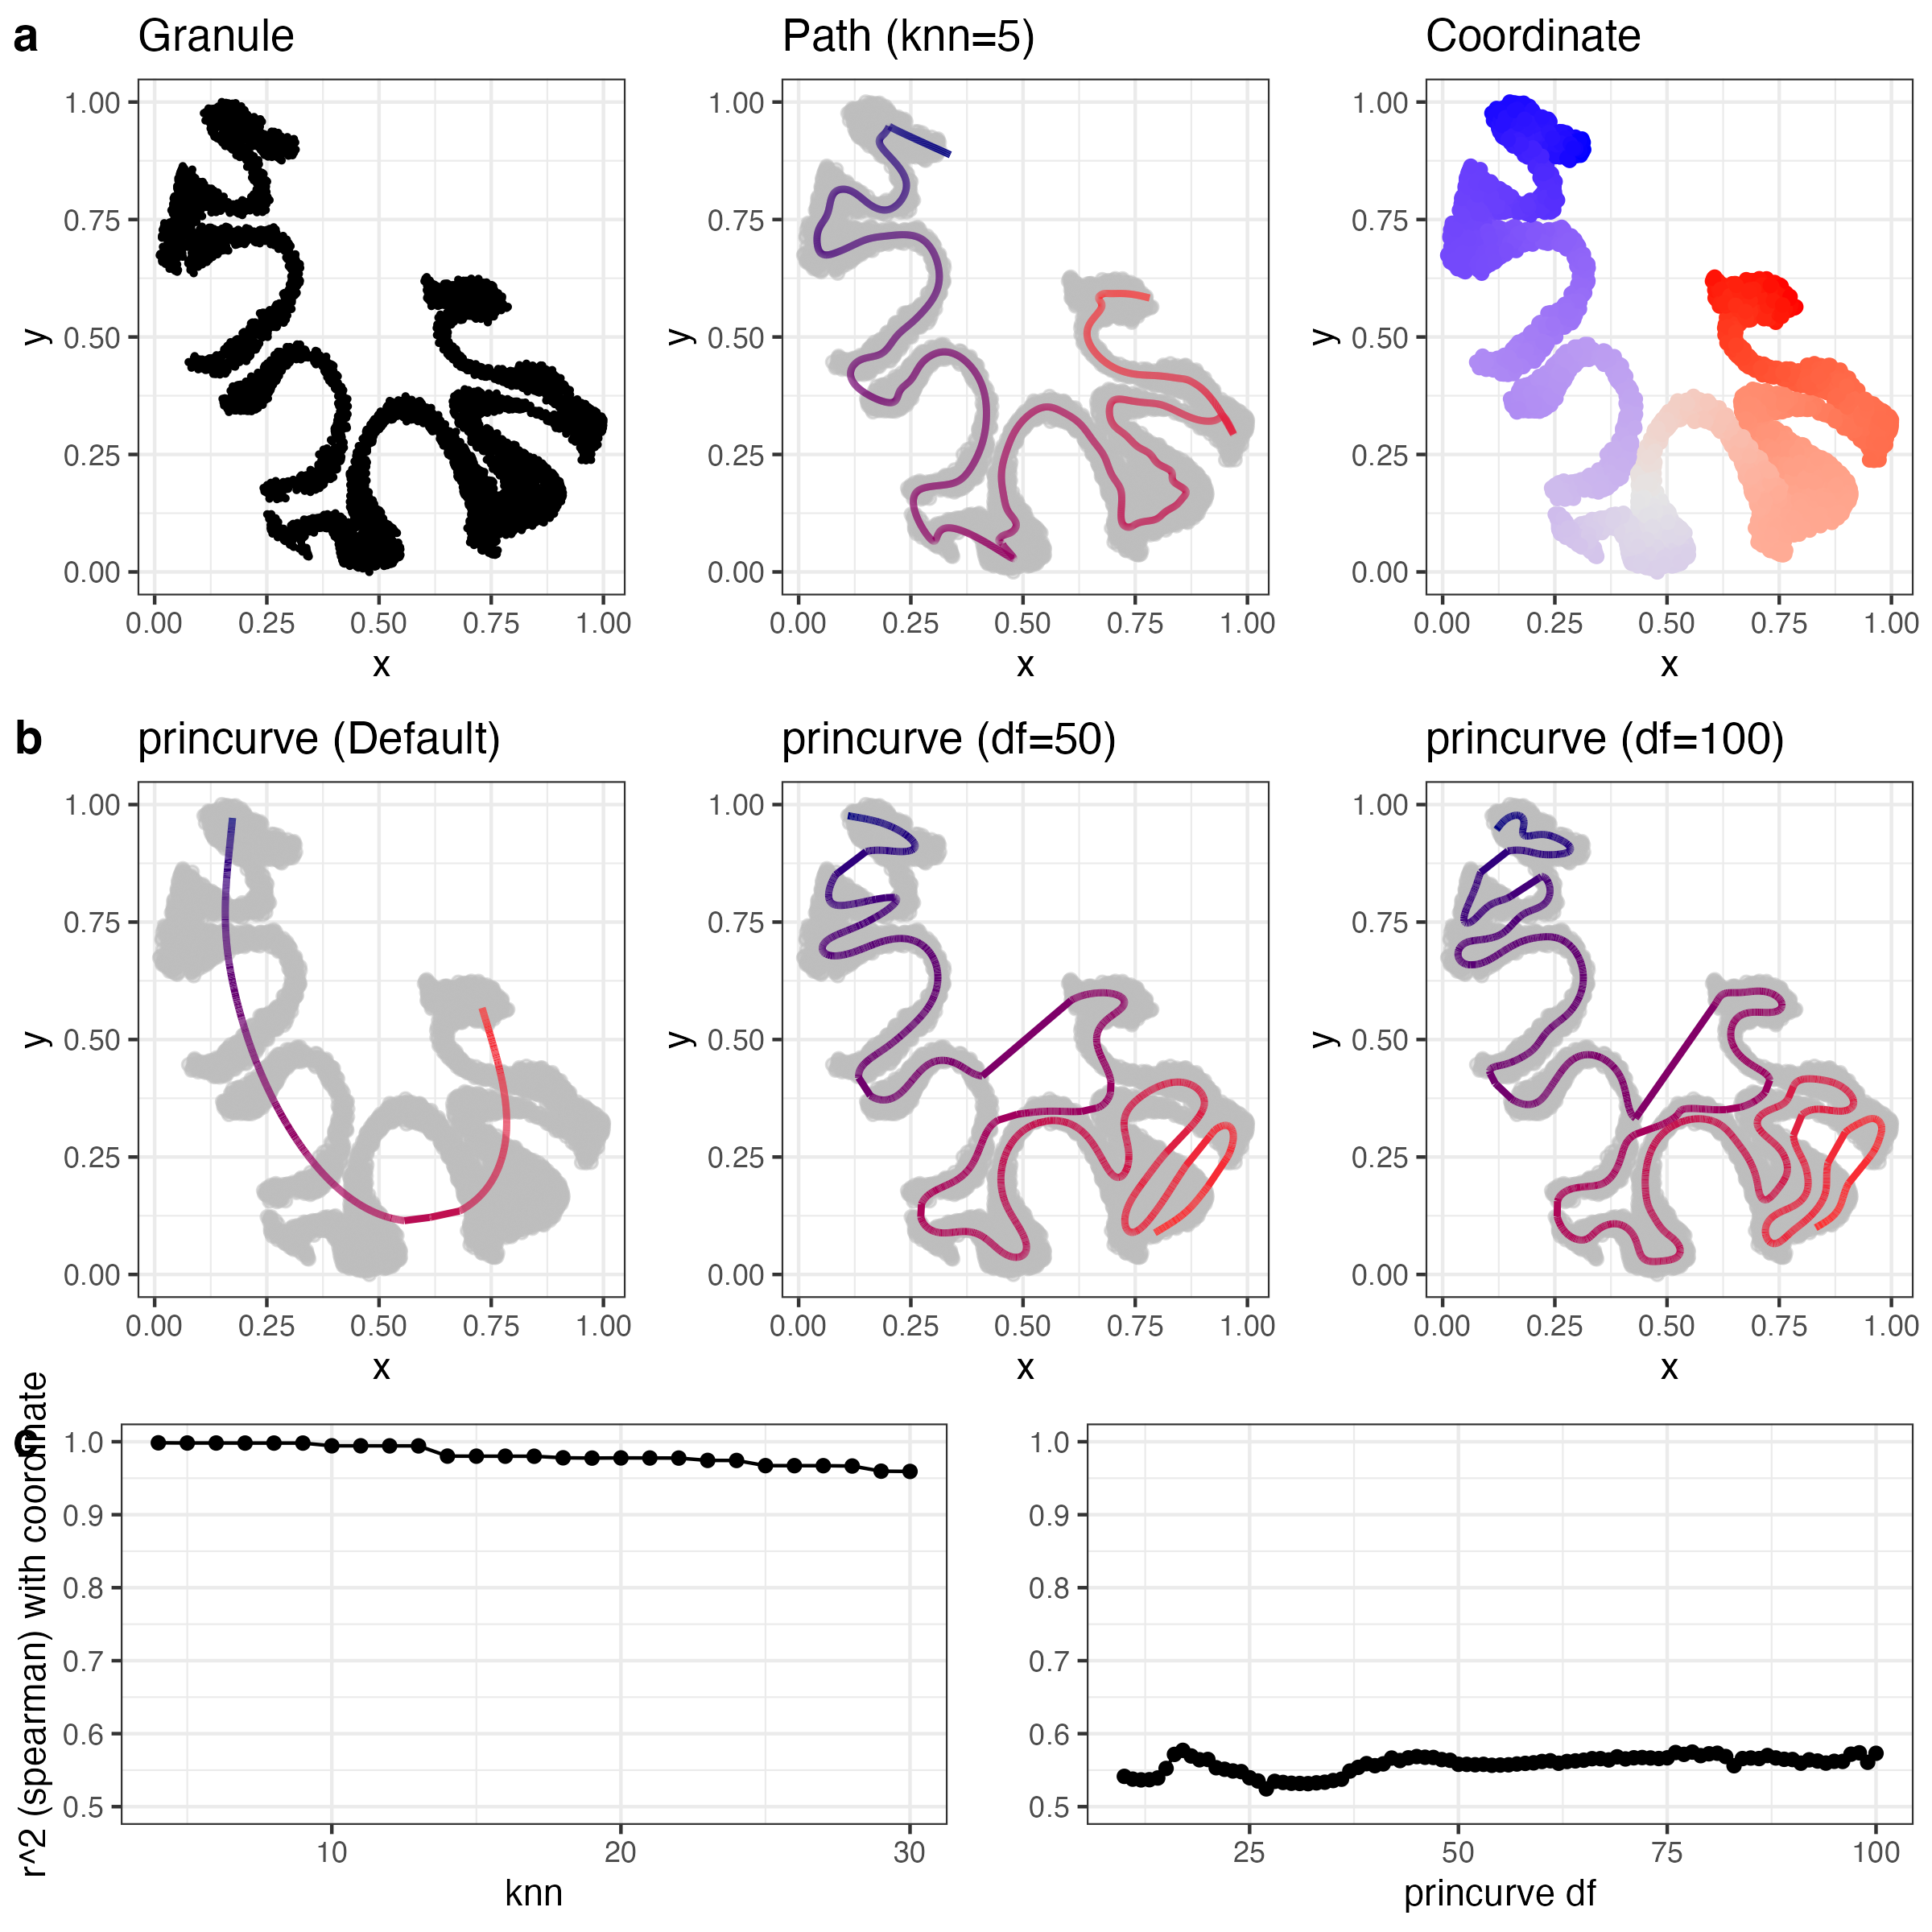 a
Granule
Path (knn=5)
Coordinate
1.00
0.75
0.50
0.25
0.00
y
0.00 0.25 0.50 0.75 1.00
x
1.00
0.75
0.50
0.25
0.00
y
0.00 0.25 0.50 0.75 1.00
x
1.00
0.75
0.50
0.25
0.00
y
0.00 0.25 0.50 0.75 1.00
x
b
princurve (Default)
princurve (df=50)
princurve (df=100)
1.00
0.75
0.50
0.25
0.00
y
0.00 0.25 0.50 0.75 1.00
x
1.00
0.75
0.50
0.25
0.00
y
0.00 0.25 0.50 0.75 1.00
x
1.00
0.75
0.50
0.25
0.00
y
0.00 0.25 0.50 0.75 1.00
x
c
r^2 (spearman) with coordinate
1.0
0.9
0.8
0.7
0.6
0.5
10 20 30
knn
1.0
0.9
0.8
0.7
0.6
0.5
25 50 75 100
princurve df